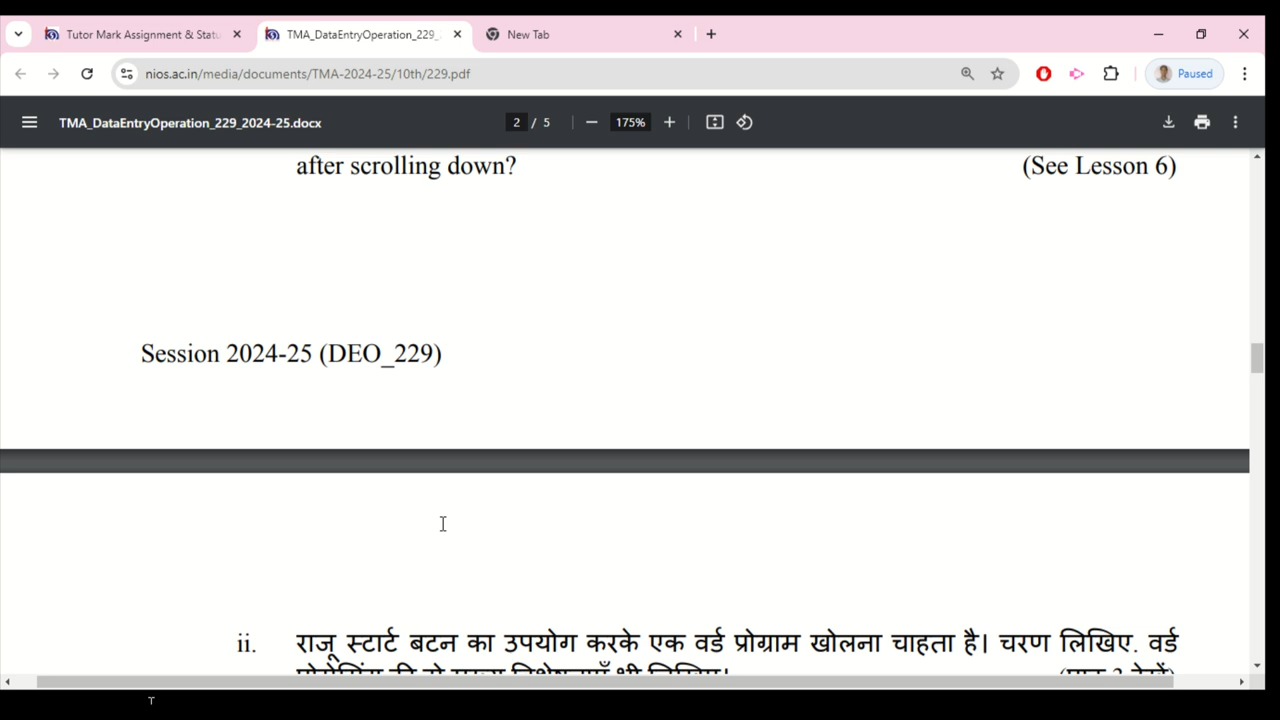 Tutor Mark Assignment & Statu
TMA_DataEntryOperation_229_
New Tab
nios.ac.in/media/documents/TMA-2024-25/10th/229.pdf
Paused
TMA_DataEntryOperation_229_2024-25.docx
2 / 5
175%
after scrolling down? (See Lesson 6)
Session 2024-25 (DEO_229)
ii. राजू स्टार्ट बटन का उपयोग करके एक वर्ड प्रोग्राम खोलना चाहता है। चरण लिखिए. वर्ड